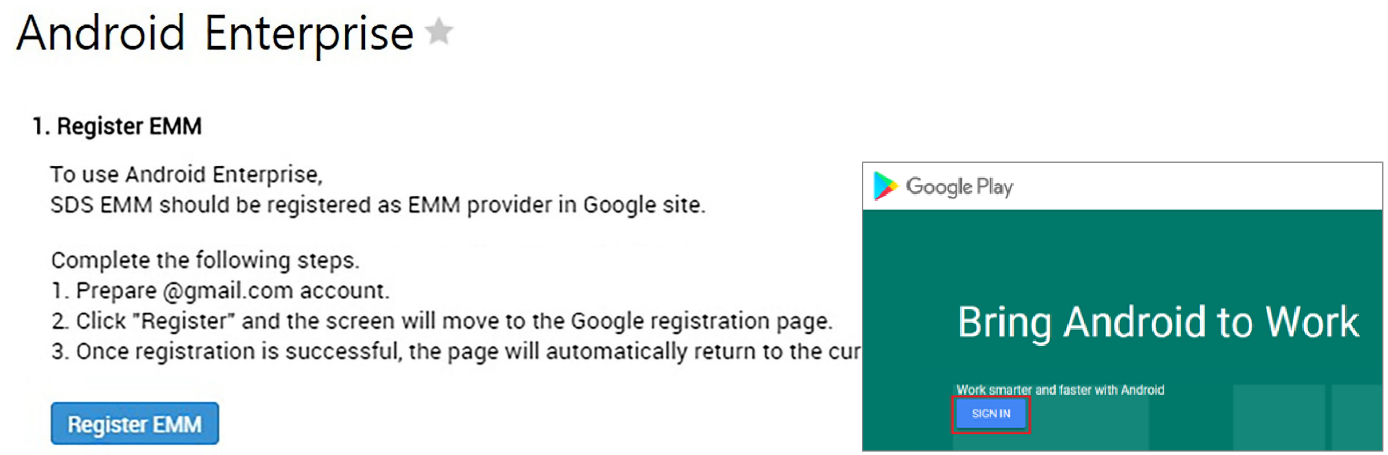 Android Enterprise
1. Register EMM
To use Android Enterprise,
SDS EMM should be registered as EMM provider in Google site.
Complete the following steps.
1. Prepare @gmail.com account.
2. Click "Register" and the screen will move to the Google registration page.
3. Once registration is successful, the page will automatically return to the cur
Register EMM
Google Play
Bring Android to Work
Work smarter and faster with Android
SIGN IN